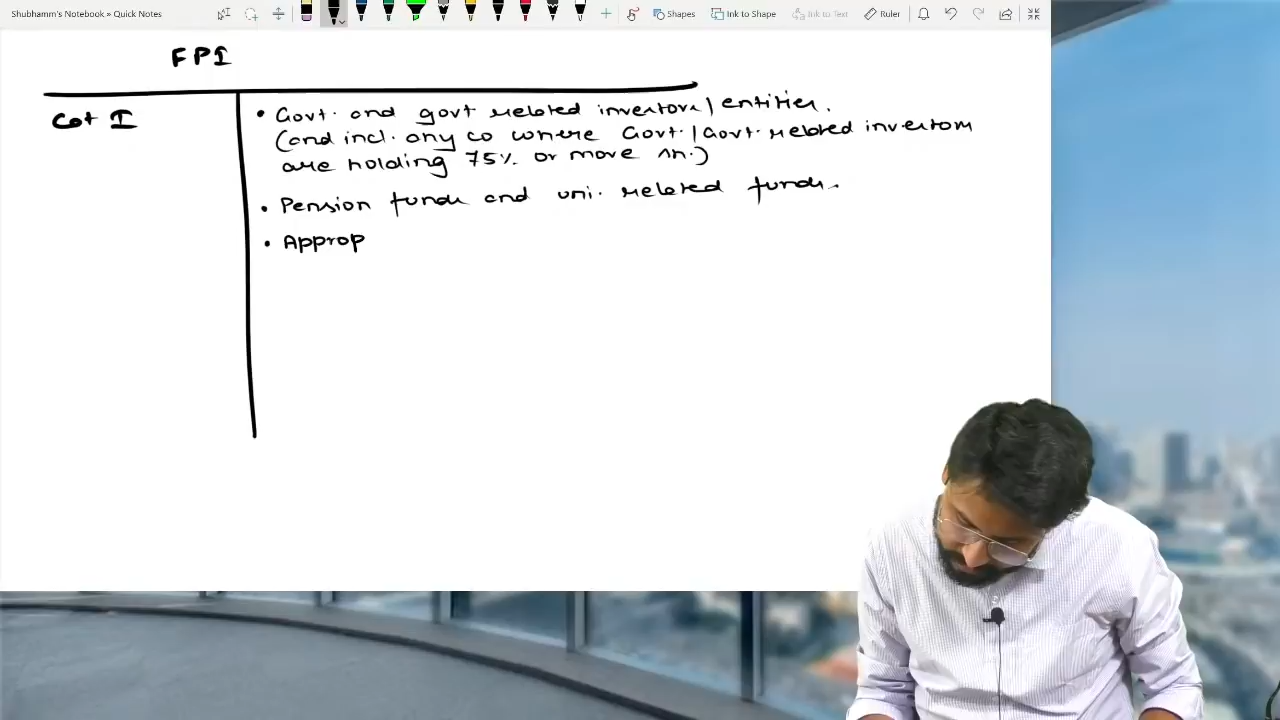 Shubhamm's Notebook » Quick Notes
Shapes
Ink to Shape
Ink to Text
Ruler
FPI
Cat I
• Govt. and govt related investors/entities.
(and incl. any co where Govt./Govt. related investors
are holding 75% or more sh.)
• Pension funds and uni. related funds.
• Approp